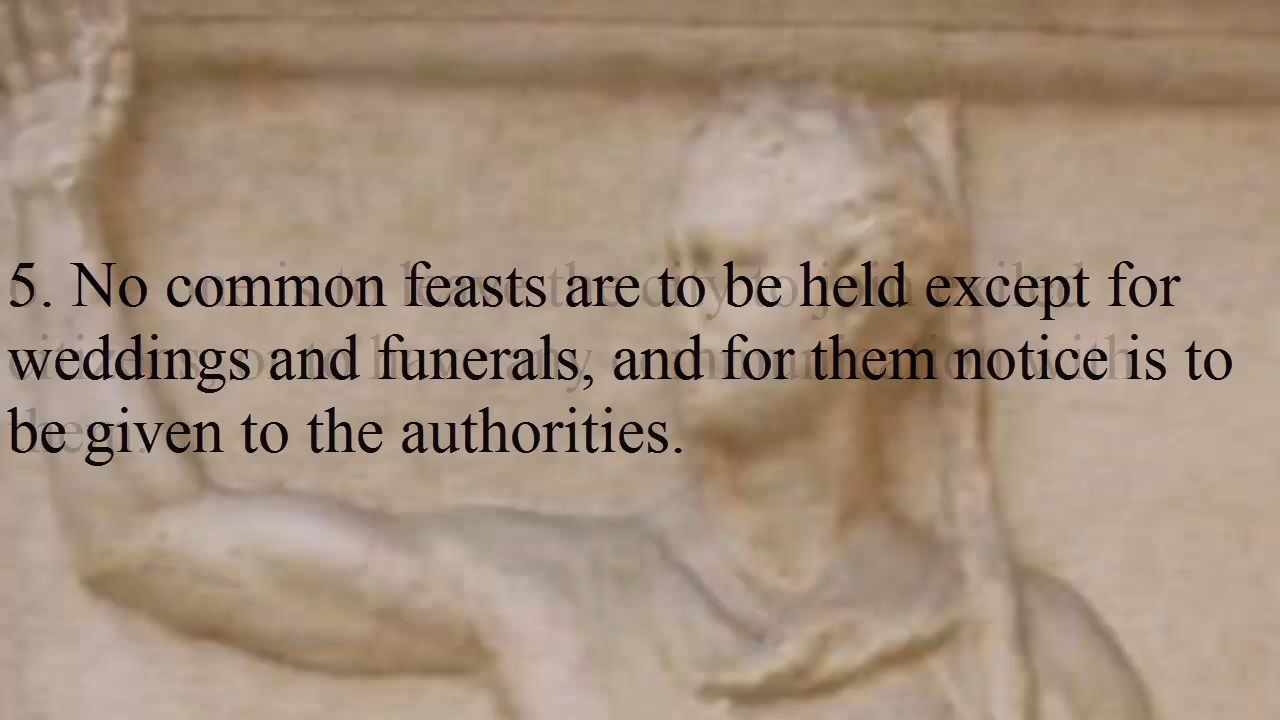 5. No common feasts are to be held except for
weddings and funerals, and for them notice is to
be given to the authorities.